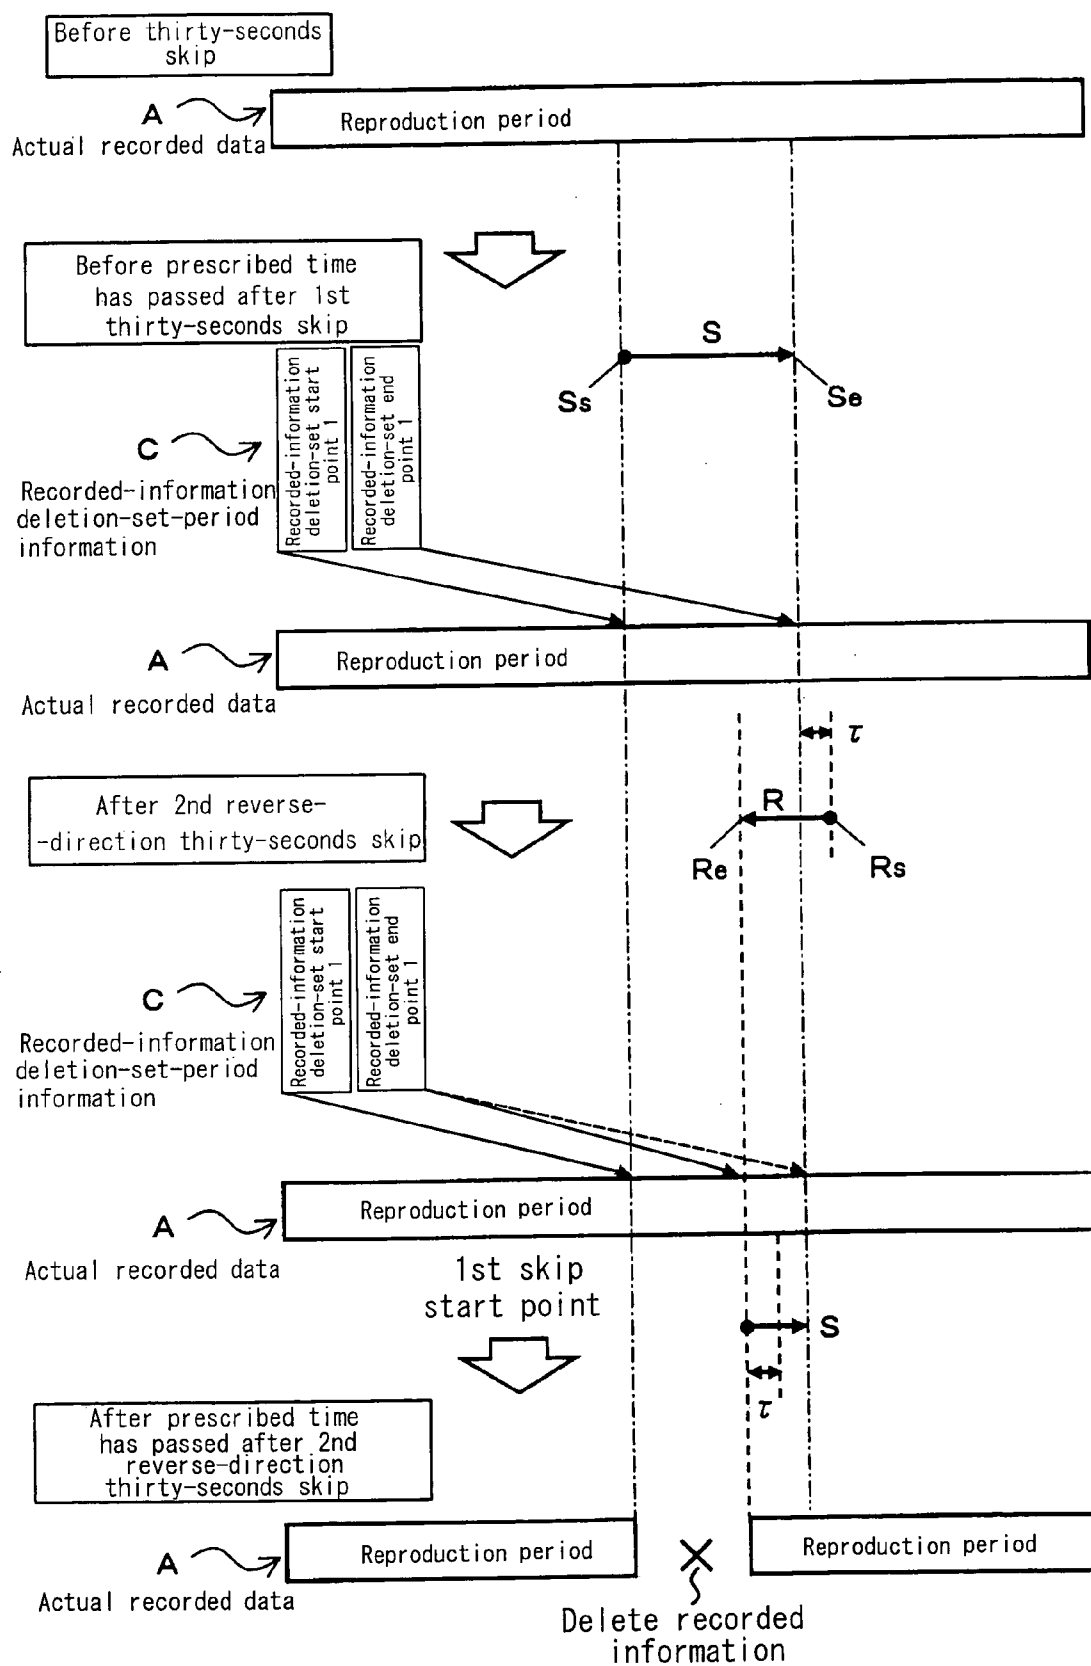 Before thirty-seconds
skip
A
Actual recorded data
Reproduction period
Before prescribed time
has passed after 1st
thirty-seconds skip
S
Ss
Se
C
Recorded-information
deletion-set-period
information
Recorded-information
deletion-set start
point 1
Recorded-information
deletion-set end
point 1
A
Actual recorded data
Reproduction period
τ
R
Re
Rs
After 2nd reverse-
-direction thirty-seconds skip
C
Recorded-information
deletion-set-period
information
Recorded-information
deletion-set start
point 1
Recorded-information
deletion-set end
point 1
A
Actual recorded data
Reproduction period
1st skip
start point
S
τ
After prescribed time
has passed after 2nd
reverse-direction
thirty-seconds skip
A
Actual recorded data
Reproduction period
Reproduction period
Delete recorded
information